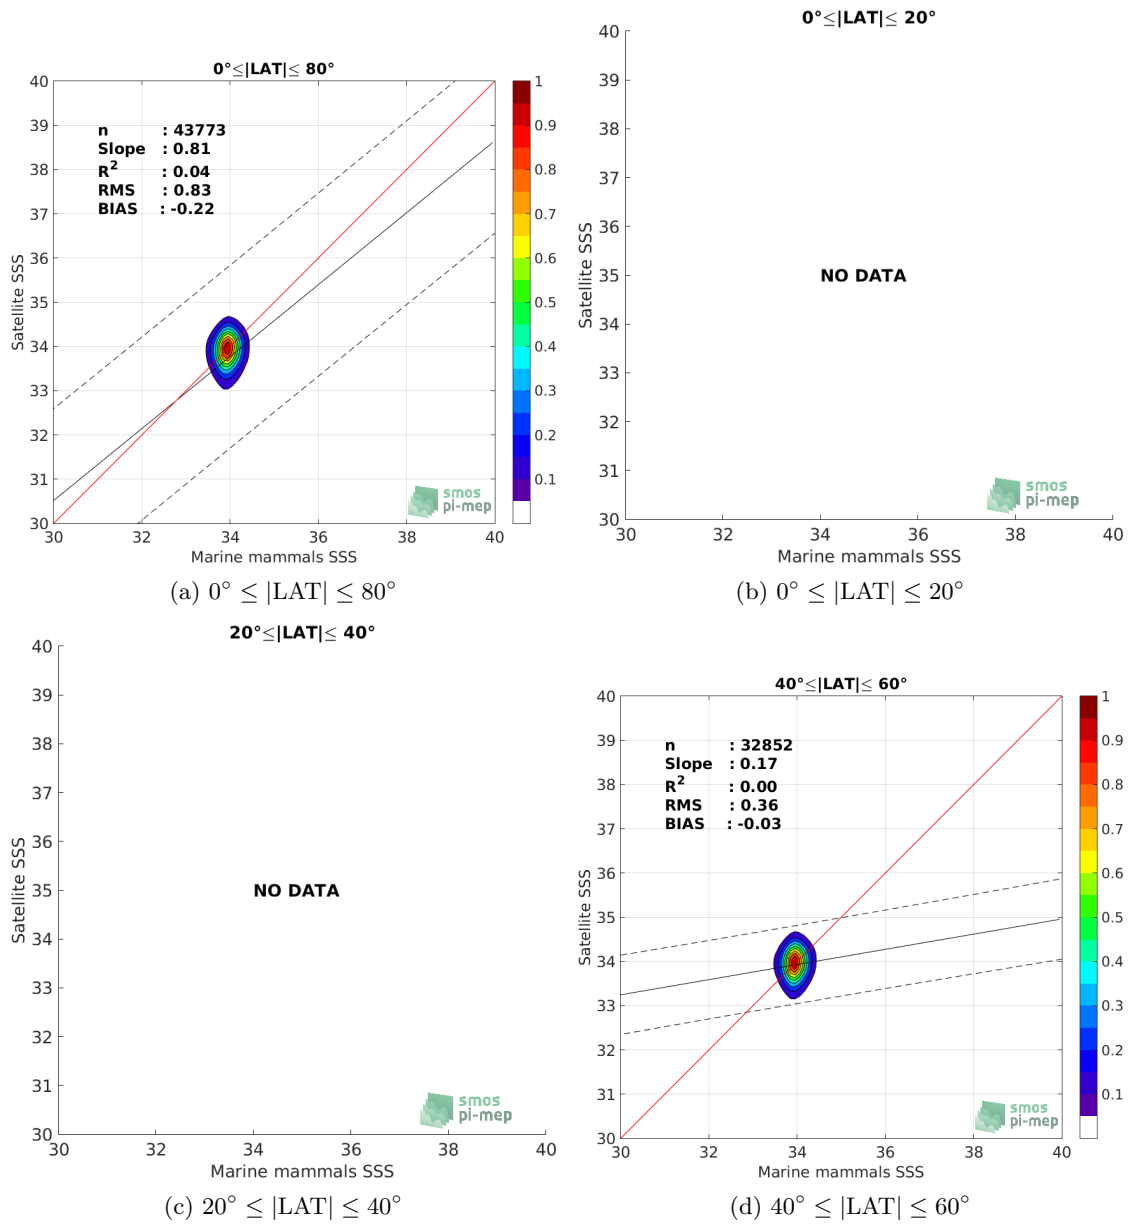 0°≤|LAT|≤ 80°
40
39
38
37
36
35
34
33
32
31
30
Satellite SSS
n : 43773
Slope : 0.81
R2 : 0.04
RMS : 0.83
BIAS : -0.22
1
0.9
0.8
0.7
0.6
0.5
0.4
0.3
0.2
0.1
smos
pi-mep
30 32 34 36 38 40
Marine mammals SSS
(a) 0° ≤ |LAT| ≤ 80°
0°≤|LAT|≤ 20°
40
39
38
37
36
35
34
33
32
31
30
Satellite SSS
NO DATA
smos
pi-mep
30 32 34 36 38 40
Marine mammals SSS
(b) 0° ≤ |LAT| ≤ 20°
20°≤|LAT|≤ 40°
40
39
38
37
36
35
34
33
32
31
30
Satellite SSS
NO DATA
smos
pi-mep
30 32 34 36 38 40
Marine mammals SSS
(c) 20° ≤ |LAT| ≤ 40°
40°≤|LAT|≤ 60°
40
39
38
37
36
35
34
33
32
31
30
Satellite SSS
n : 32852
Slope : 0.17
R2 : 0.00
RMS : 0.36
BIAS : -0.03
1
0.9
0.8
0.7
0.6
0.5
0.4
0.3
0.2
0.1
smos
pi-mep
30 32 34 36 38 40
Marine mammals SSS
(d) 40° ≤ |LAT| ≤ 60°